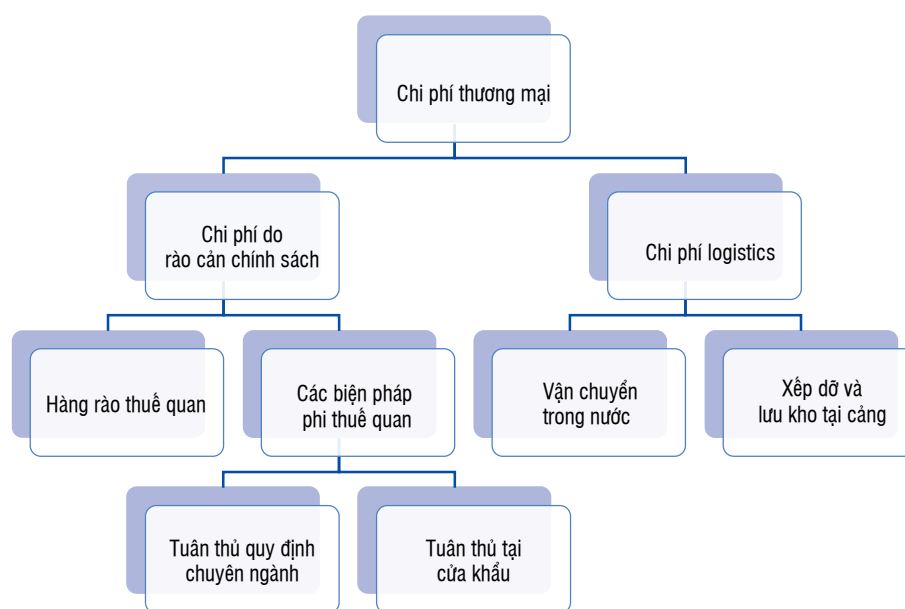 Chi phí thương mại
Chi phí do
rào cản chính sách
Chi phí logistics
Hàng rào thuế quan
Các biện pháp
phi thuế quan
Vận chuyển
trong nước
Xếp dỡ và
lưu kho tại cảng
Tuân thủ quy định
chuyên ngành
Tuân thủ tại
cửa khẩu